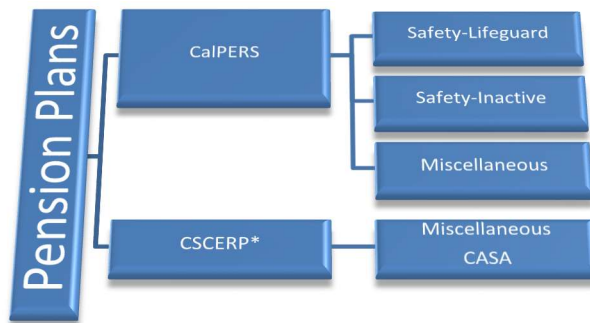 Pension Plans
CalPERS
Safety-Lifeguard
Safety-Inactive
Miscellaneous
CSCERP*
Miscellaneous
CASA